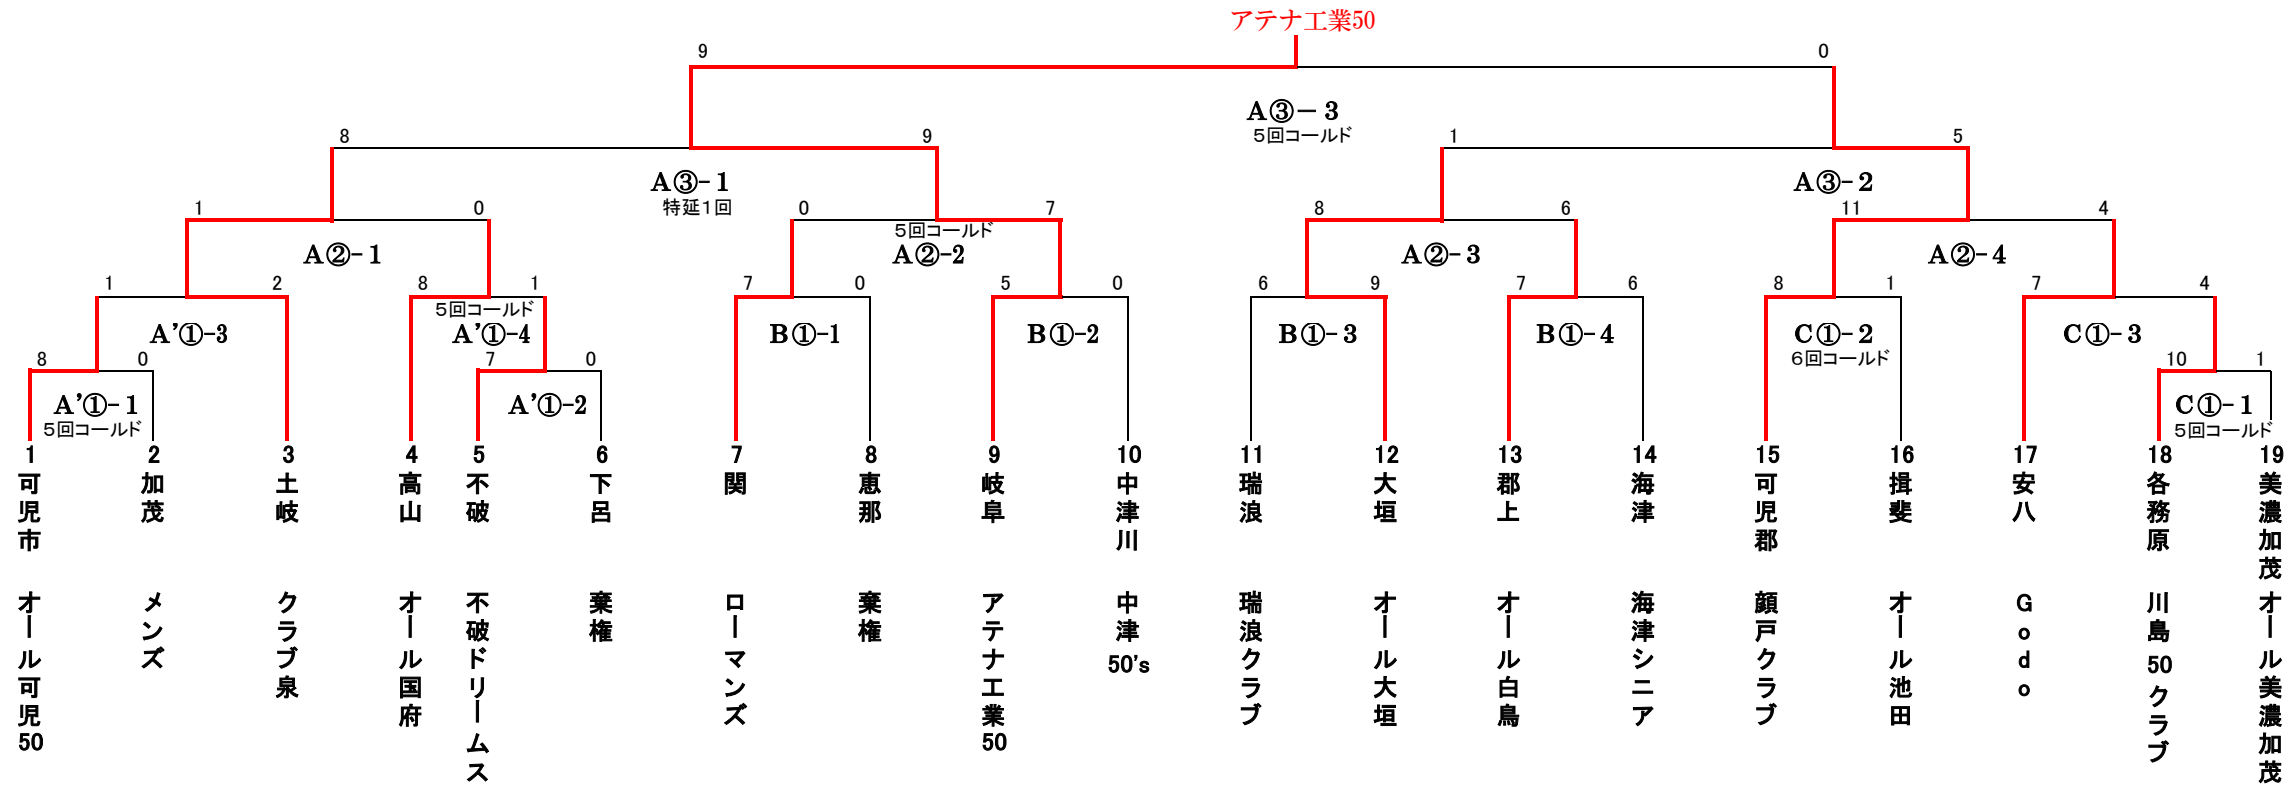 アテナ工業50
9 0
A③－3
5回コールド
8 9 1 5
A③-1 A③-2
特延1回
1 0 0 7 8 6 11 4
5回コールド
A②-1 A②-2 A②-3 A②-4
1 2 8 1 7 0 5 0 6 9 7 6 8 1 7 4
5回コールド
A’①-3 A’①-4 B①-1 B①-2 B①-3 B①-4 C①-2 C①-3
6回コールド
8 0 7 0 10 1
A’①-1 A’①-2 C①-1
5回コールド 5回コールド
1 2 3 4 5 6 7 8 9 10 11 12 13 14 15 16 17 18 19
可児市 オール可児50
加茂 メンズ
土岐 クラブ泉
高山 オール国府
不破 不破ドリームス
下呂 棄権
関 ローマンズ
恵那 棄権
岐阜 アテナ工業50
中津川 中津50's
瑞浪 瑞浪クラブ
大垣 オール大垣
郡上 オール白鳥
海津 海津シニア
可児郡 顔戸クラブ
揖斐 オール池田
安八 Godo
各務原 川島50クラブ
美濃加茂 オール美濃加茂